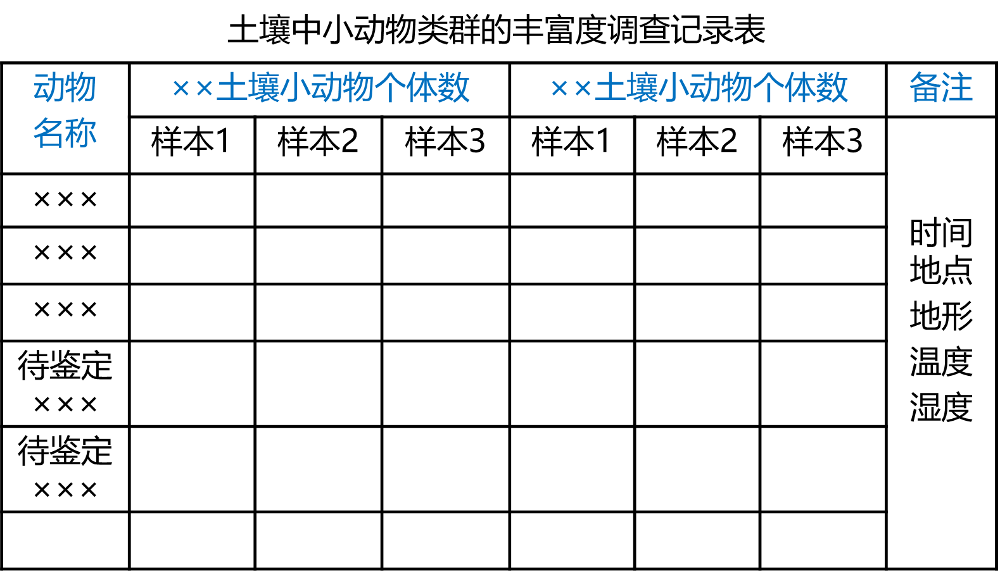 土壤中小动物类群的丰富度调查记录表
动物
名称
××土壤小动物个体数
××土壤小动物个体数
备注
样本1
样本2
样本3
样本1
样本2
样本3
×××
×××
×××
待鉴定
×××
待鉴定
×××
时间
地点
地形
温度
湿度